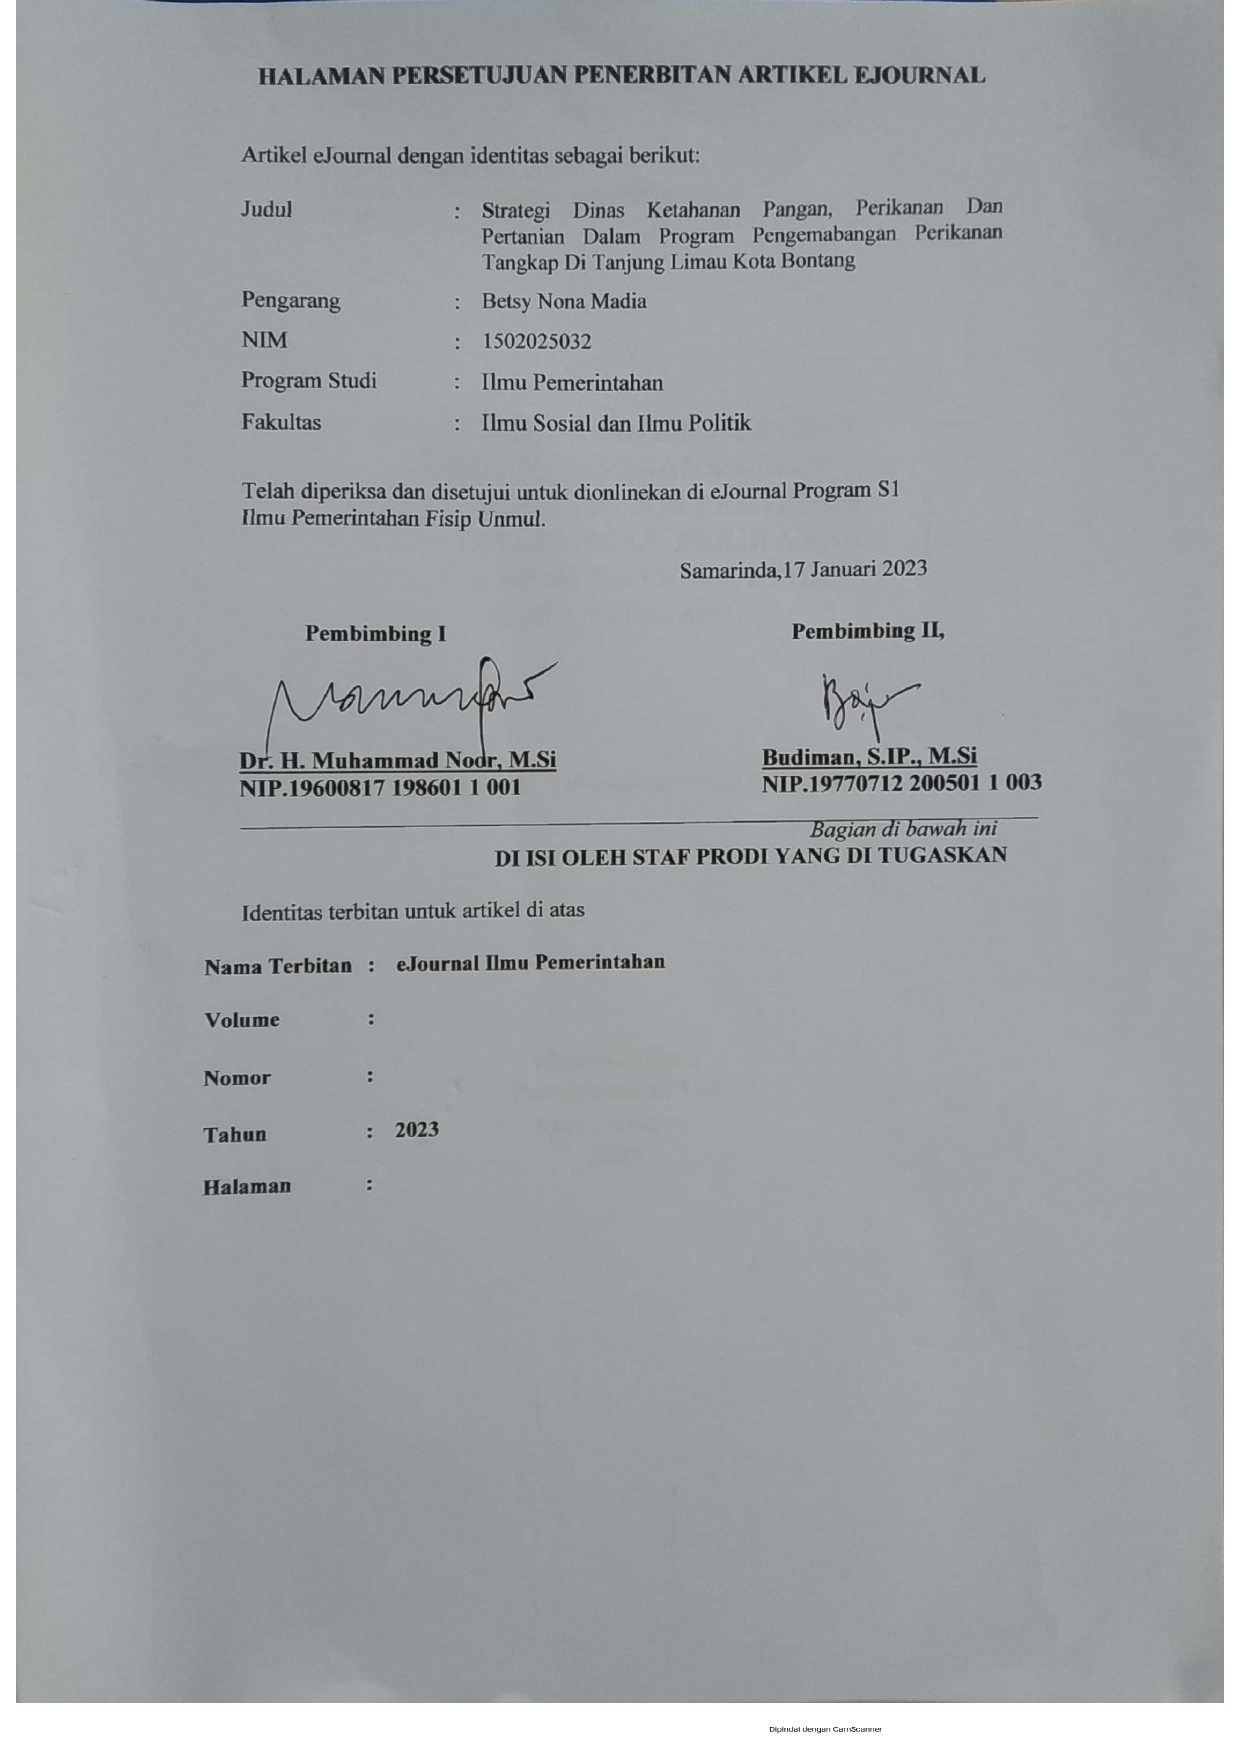 HALAMAN PERSETUJUAN PENERBITAN ARTIKEL EJOURNAL
Artikel eJournal dengan identitas sebagai berikut:
Judul : Strategi Dinas Ketahanan Pangan, Perikanan Dan
Pertanian Dalam Program Pengemabangan Perikanan
Tangkap Di Tanjung Limau Kota Bontang
Pengarang : Betsy Nona Madia
NIM : 1502025032
Program Studi : Ilmu Pemerintahan
Fakultas : Ilmu Sosial dan Ilmu Politik
Telah diperiksa dan disetujui untuk dionlinekan di eJournal Program S1
Ilmu Pemerintahan Fisip Unmul.
Samarinda,17 Januari 2023
Pembimbing I Pembimbing II,
Dr. H. Muhammad Noor, M.Si Budiman, S.IP., M.Si
NIP.19600817 198601 1 001 NIP.19770712 200501 1 003
Bagian di bawah ini
DI ISI OLEH STAF PRODI YANG DI TUGASKAN
Identitas terbitan untuk artikel di atas
Nama Terbitan : eJournal Ilmu Pemerintahan
Volume :
Nomor :
Tahun : 2023
Halaman :
Dipindai dengan CamScanner